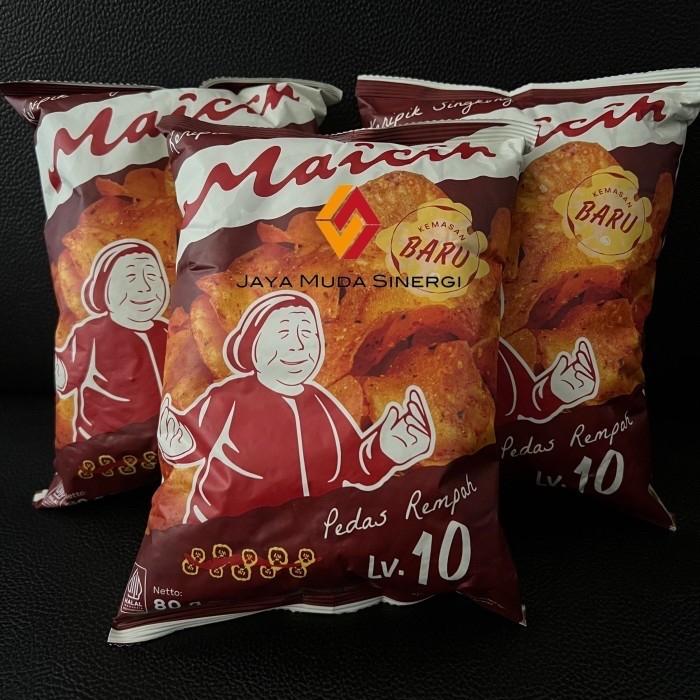 Keripik Singkong
Maicih
Maicih
Maicih
KEMASAN
BARU
KEMASAN
BARU
JAYA MUDA SINERGI
Pedas Rempah
Lv. 10
Pedas Rempah
Lv. 10
HALAL
Netto:
80 g